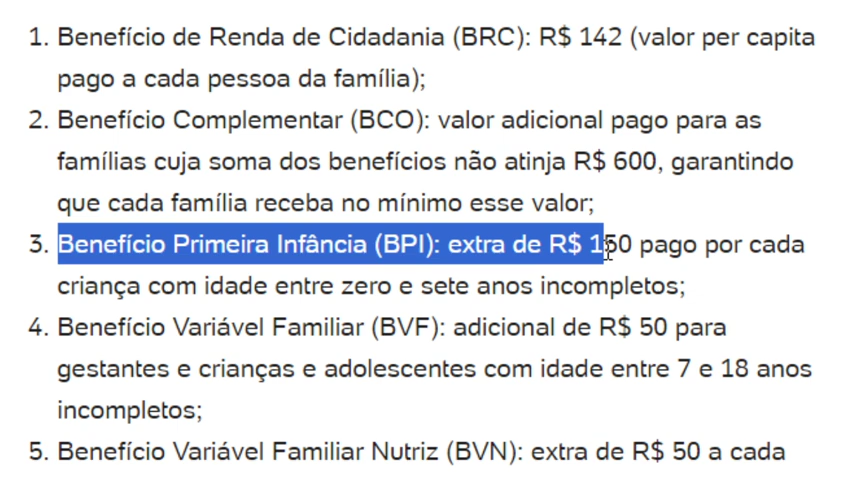 1. Benefício de Renda de Cidadania (BRC): R$ 142 (valor per capita
pago a cada pessoa da família);
2. Benefício Complementar (BCO): valor adicional pago para as
famílias cuja soma dos benefícios não atinja R$ 600, garantindo
que cada família receba no mínimo esse valor;
3. Benefício Primeira Infância (BPI): extra de R$ 150 pago por cada
criança com idade entre zero e sete anos incompletos;
4. Benefício Variável Familiar (BVF): adicional de R$ 50 para
gestantes e crianças e adolescentes com idade entre 7 e 18 anos
incompletos;
5. Benefício Variável Familiar Nutriz (BVN): extra de R$ 50 a cada